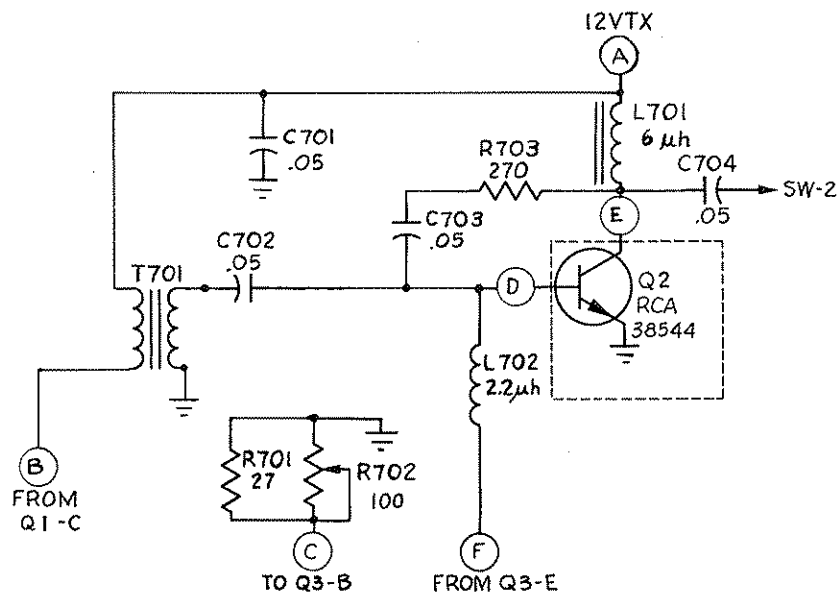 12VTX
A
L701
6 µh
C701
.05
R703
270
C704
.05
SW-2
E
C703
.05
C702
.05
T701
D
Q2
RCA
38544
L702
2.2µh
B
FROM
Q1-C
R701
27
R702
100
C
TO Q3-B
F
FROM Q3-E